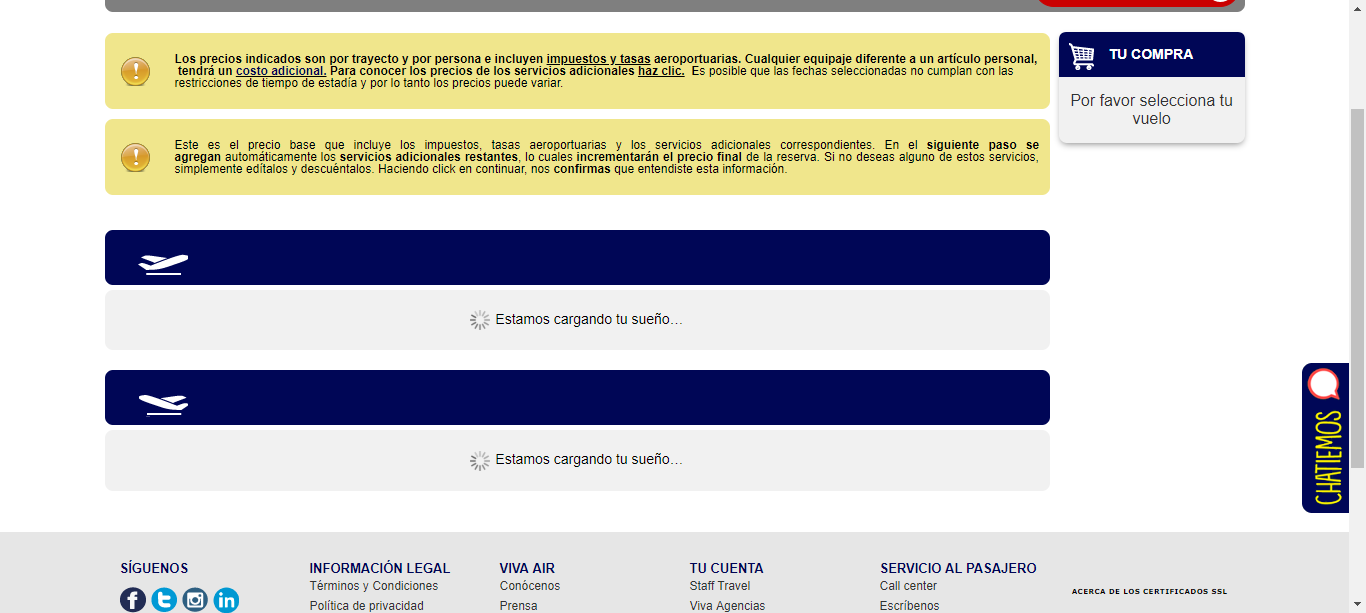 Los precios indicados son por trayecto y por persona e incluyen impuestos y tasas aeroportuarias. Cualquier equipaje diferente a un artículo personal,
tendrá un costo adicional. Para conocer los precios de los servicios adicionales haz clic. Es posible que las fechas seleccionadas no cumplan con las
restricciones de tiempo de estadía y por lo tanto los precios puede variar.
TU COMPRA
Por favor selecciona tu
vuelo
Este es el precio base que incluye los impuestos, tasas aeroportuarias y los servicios adicionales correspondientes. En el siguiente paso se
agregan automáticamente los servicios adicionales restantes, lo cuales incrementarán el precio final de la reserva. Si no deseas alguno de estos servicios,
simplemente edítalos y descuéntalos. Haciendo click en continuar, nos confirmas que entendiste esta información.
Estamos cargando tu sueño...
Estamos cargando tu sueño...
CHATIEMOS
SÍGUENOS
INFORMACIÓN LEGAL
Términos y Condiciones
Política de privacidad
VIVA AIR
Conócenos
Prensa
TU CUENTA
Staff Travel
Viva Agencias
SERVICIO AL PASAJERO
Call center
Escríbenos
ACERCA DE LOS CERTIFICADOS SSL